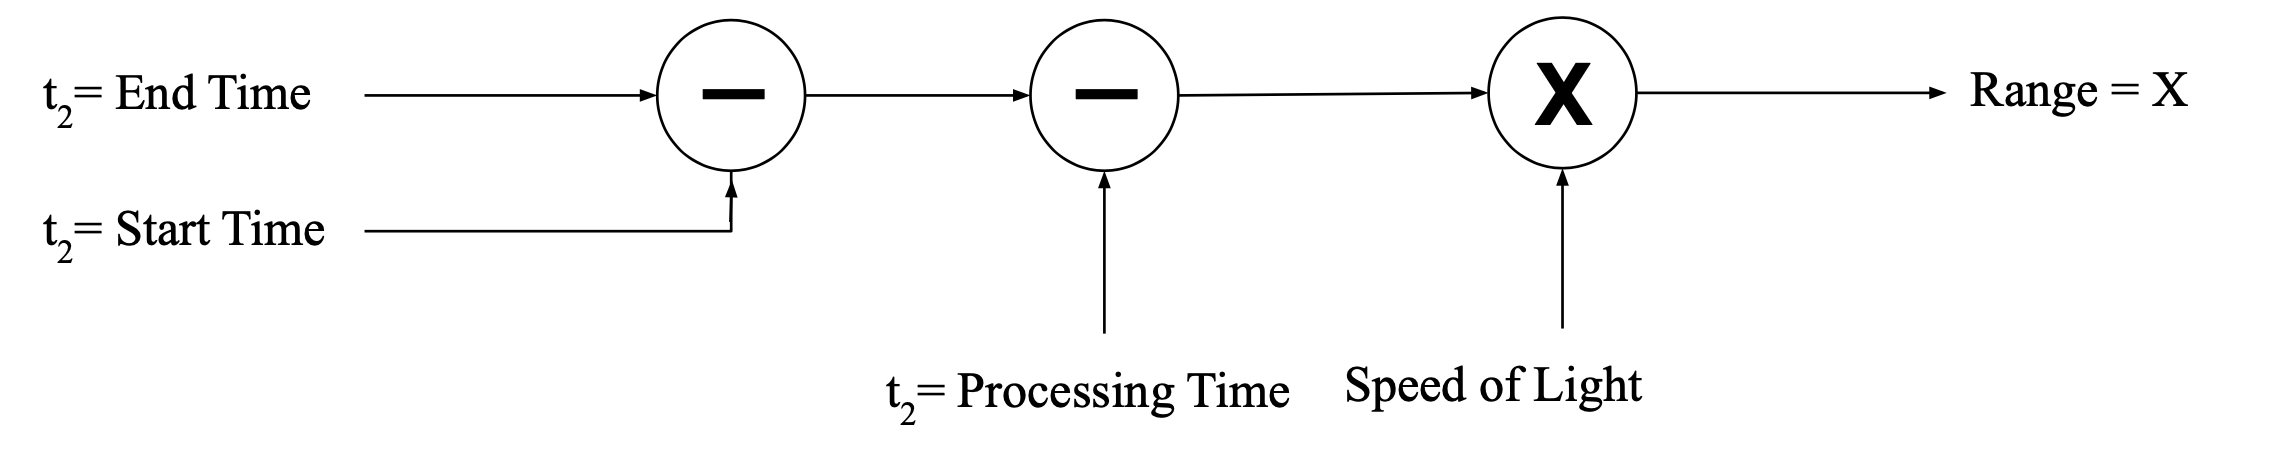 t₂= End Time
− − X
Range = X
t₂= Start Time
t₂= Processing Time
Speed of Light